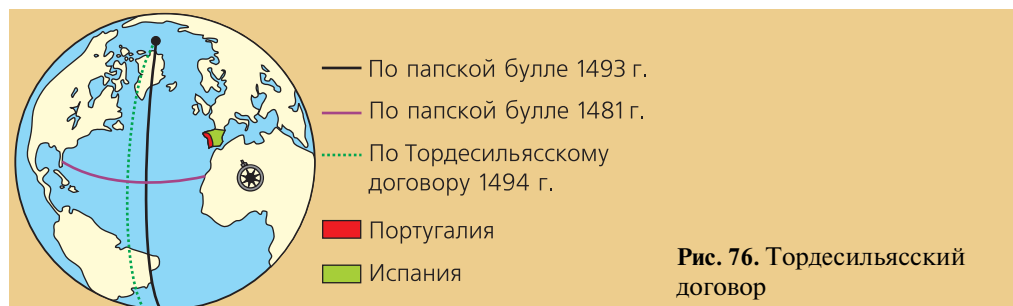 По папской булле 1493 г.
По папской булле 1481 г.
По Тордесильясскому
договору 1494 г.
Португалия
Испания
Рис. 76. Тордесильясский
договор